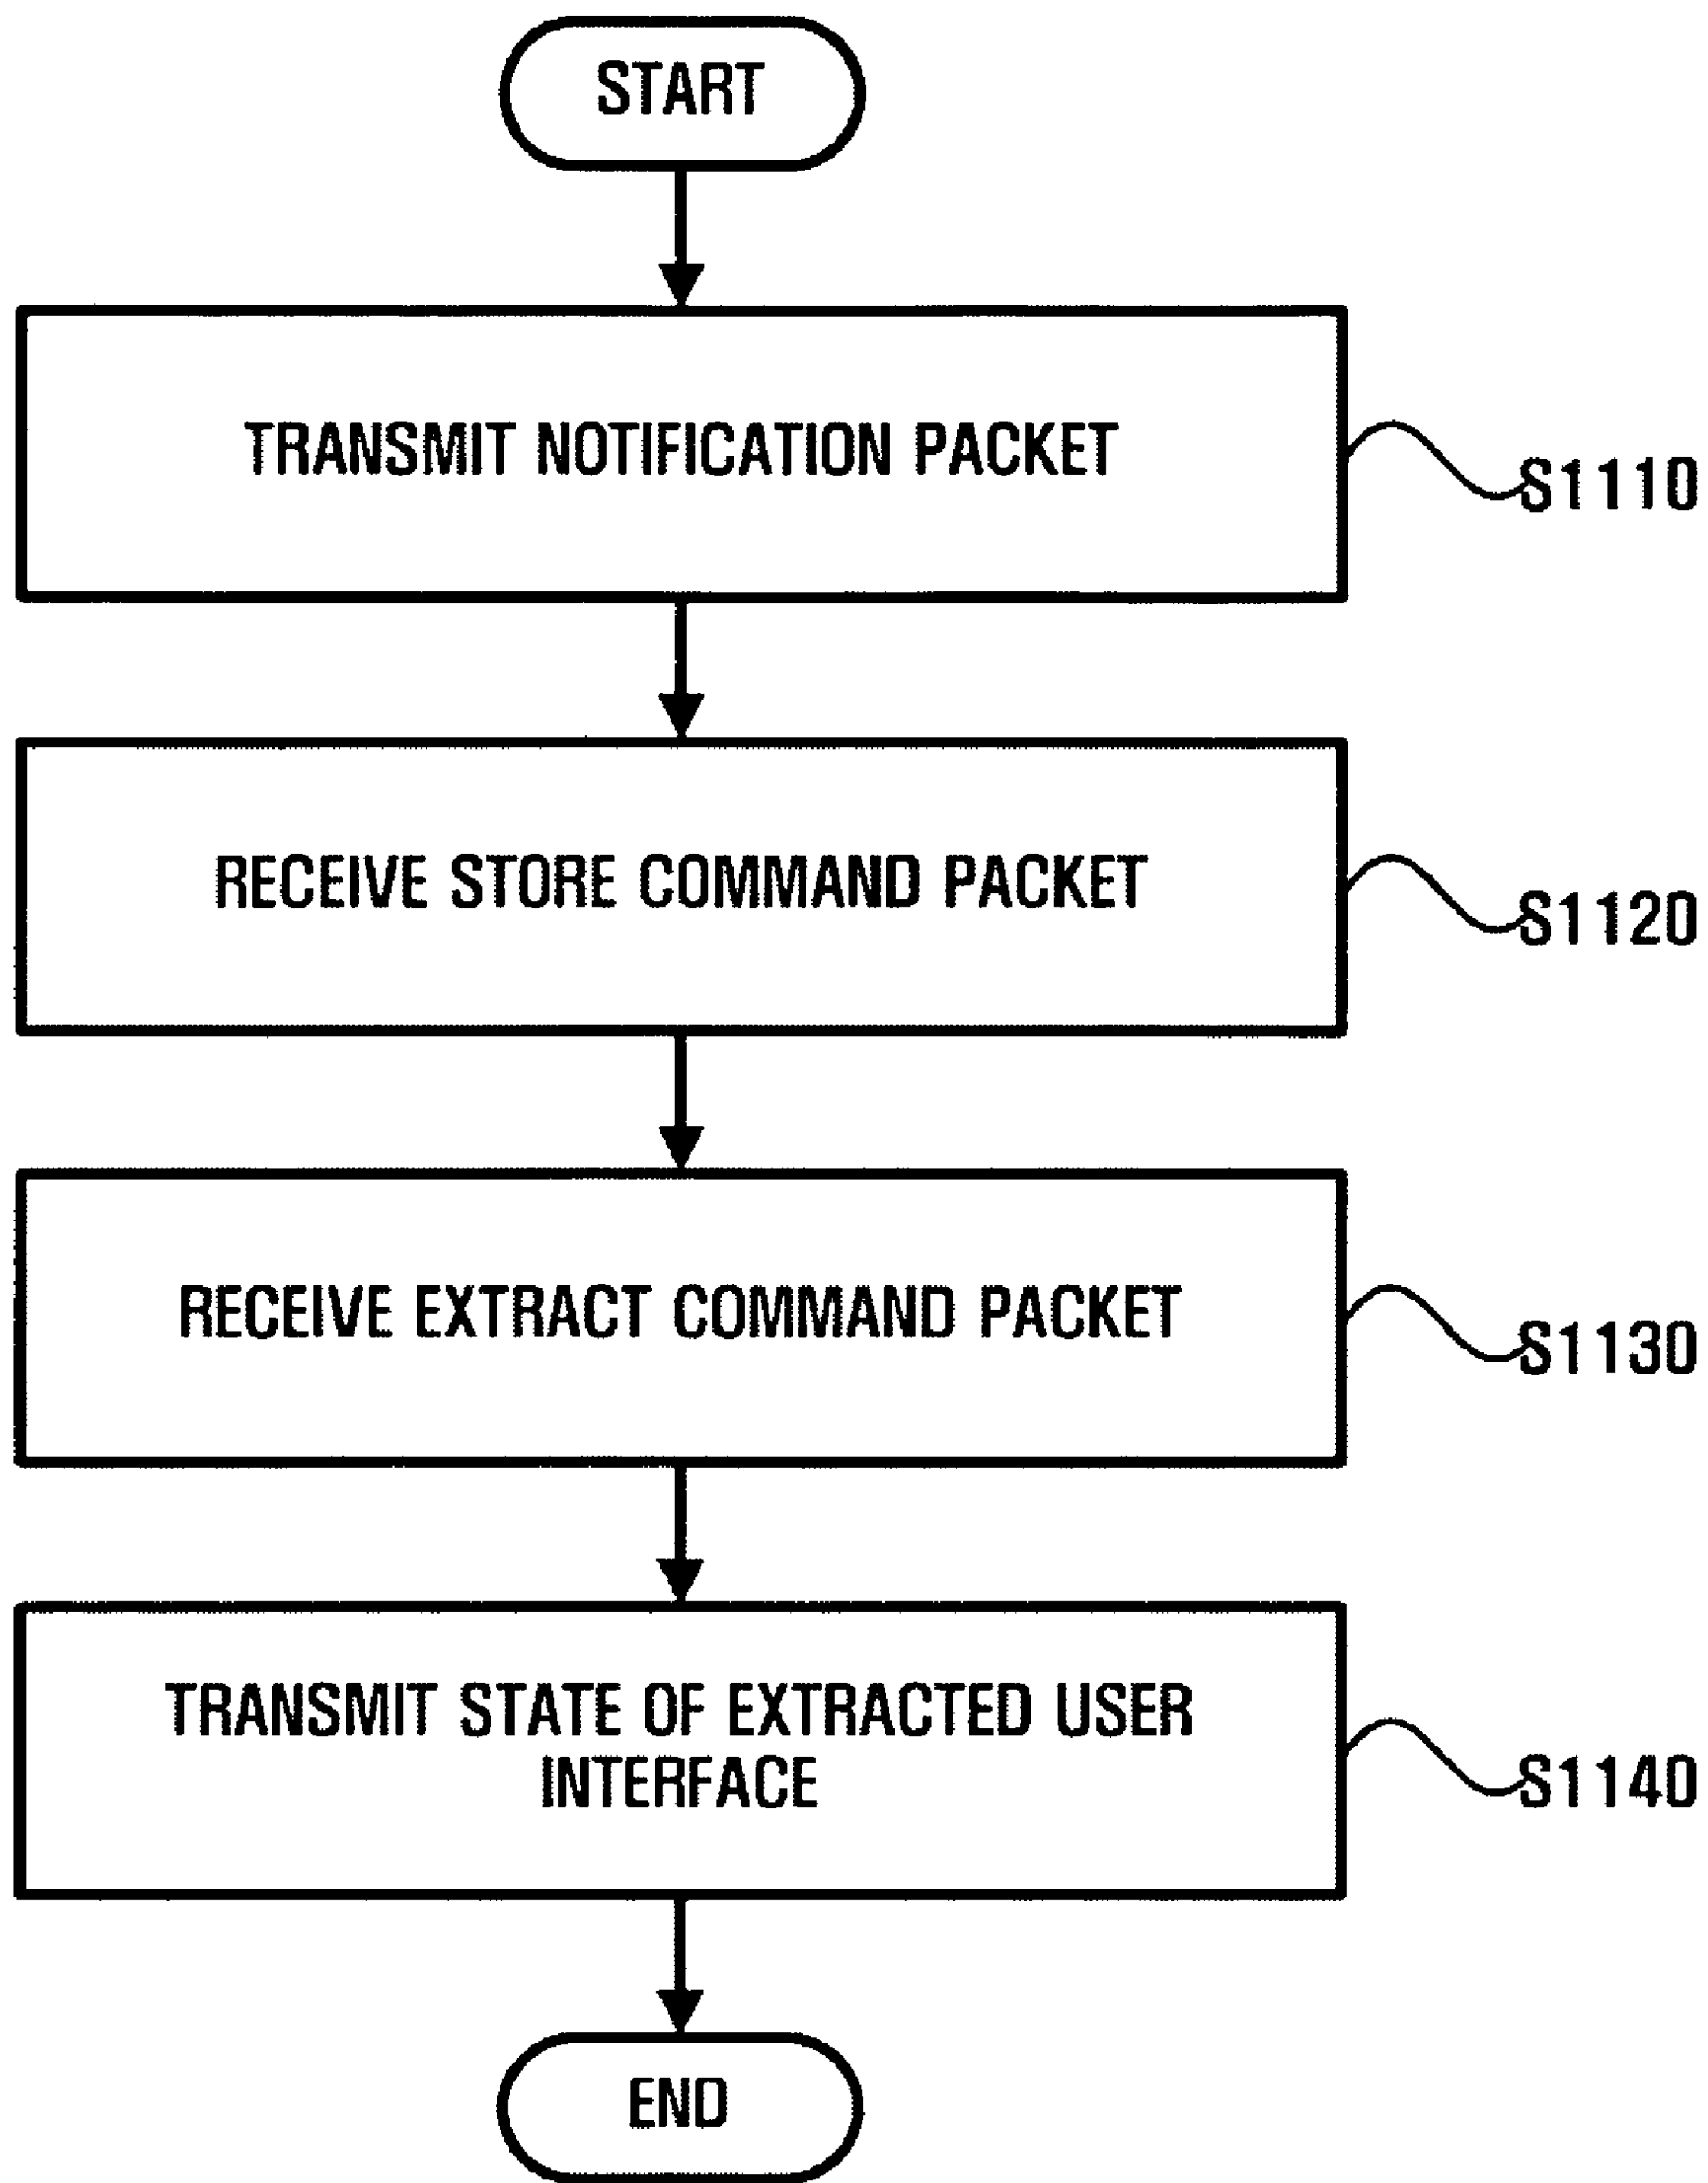 START
TRANSMIT NOTIFICATION PACKET
S1110
RECEIVE STORE COMMAND PACKET
S1120
RECEIVE EXTRACT COMMAND PACKET
S1130
TRANSMIT STATE OF EXTRACTED USER
INTERFACE
S1140
END